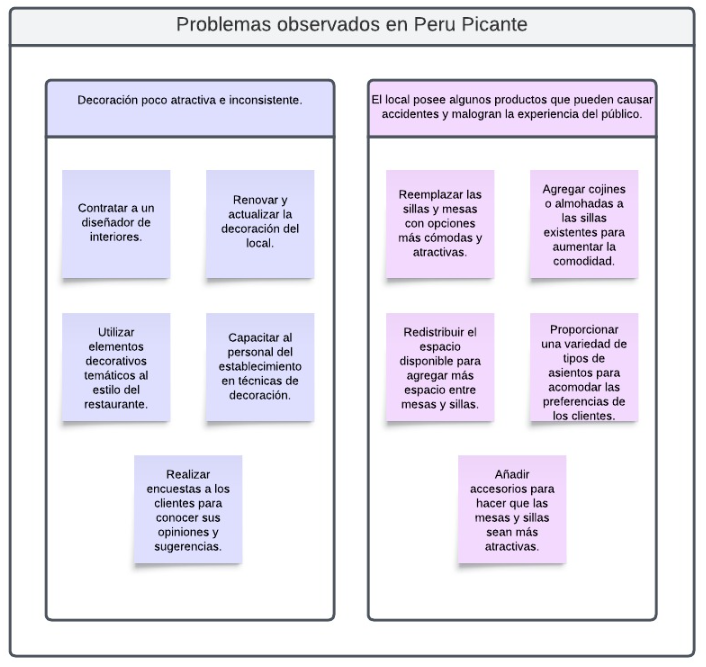 Problemas observados en Peru Picante
Decoración poco atractiva e inconsistente.
Contratar a un
diseñador de
interiores.
Renovar y
actualizar la
decoración del
local.
Utilizar
elementos
decorativos
temáticos al
estilo del
restaurante.
Capacitar al
personal del
establecimiento
en técnicas de
decoración.
Realizar
encuestas a los
clientes para
conocer sus
opiniones y
sugerencias.
El local posee algunos productos que pueden causar
accidentes y malogran la experiencia del público.
Reemplazar las
sillas y mesas
con opciones
más cómodas y
atractivas.
Agregar cojines
o almohadas a
las sillas
existentes para
aumentar la
comodidad.
Redistribuir el
espacio
disponible para
agregar más
espacio entre
mesas y sillas.
Proporcionar
una variedad de
tipos de
asientos para
acomodar las
preferencias de
los clientes.
Añadir
accesorios para
hacer que las
mesas y sillas
sean más
atractivas.